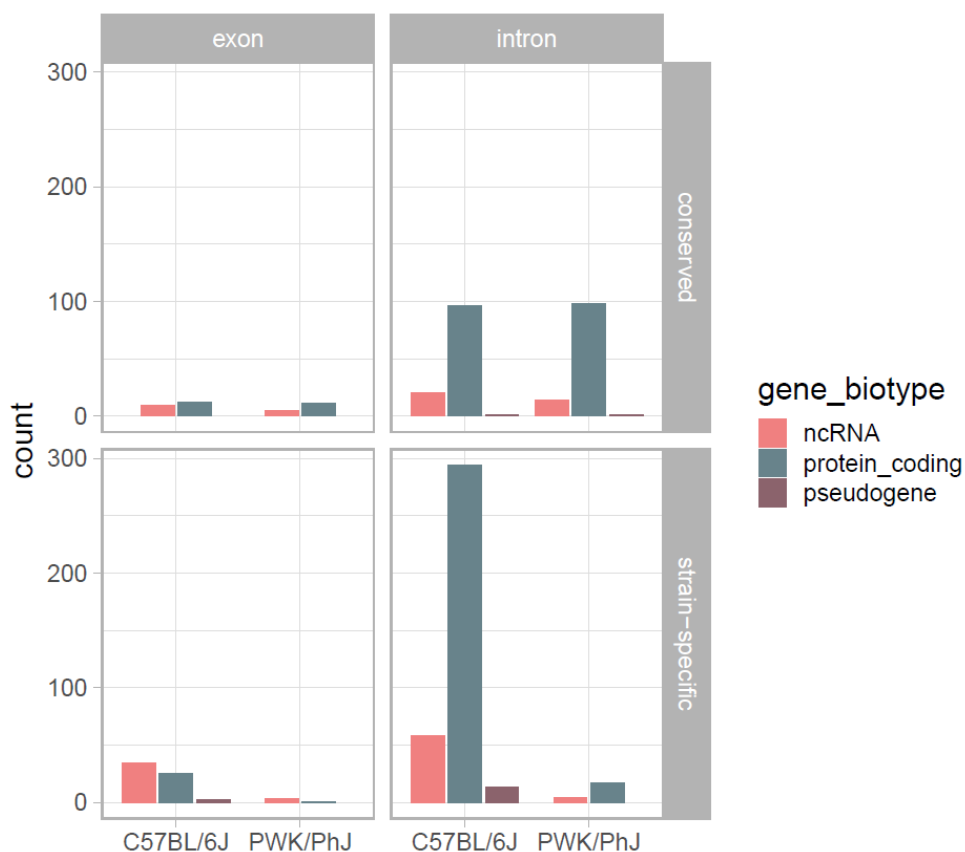 exon
intron
300
200
100
0
conserved
count
300
200
100
0
strain-specific
C57BL/6J
PWK/PhJ
C57BL/6J
PWK/PhJ
gene_biotype
ncRNA
protein_coding
pseudogene